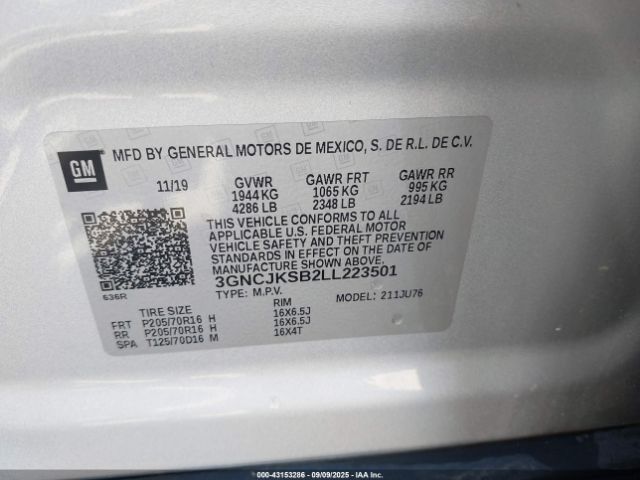 GM
MFD BY GENERAL MOTORS DE MEXICO, S. DE R.L. DE C.V.
11/19 GVWR GAWR FRT GAWR RR
1944 KG 1065 KG 995 KG
4286 LB 2348 LB 2194 LB
THIS VEHICLE CONFORMS TO ALL
APPLICABLE U.S. FEDERAL MOTOR
VEHICLE SAFETY AND THEFT PREVENTION
STANDARDS IN EFFECT ON THE DATE OF
MANUFACTURE SHOWN ABOVE.
3GNCJKSB2LL223501
636R TYPE: M.P.V. MODEL: 211JU76
TIRE SIZE RIM
FRT P205/70R16 H 16X6.5J
RR P205/70R16 H 16X6.5J
SPA T125/70D16 M 16X4T
© 43153286 - 09/09/2025 - IAA Inc.